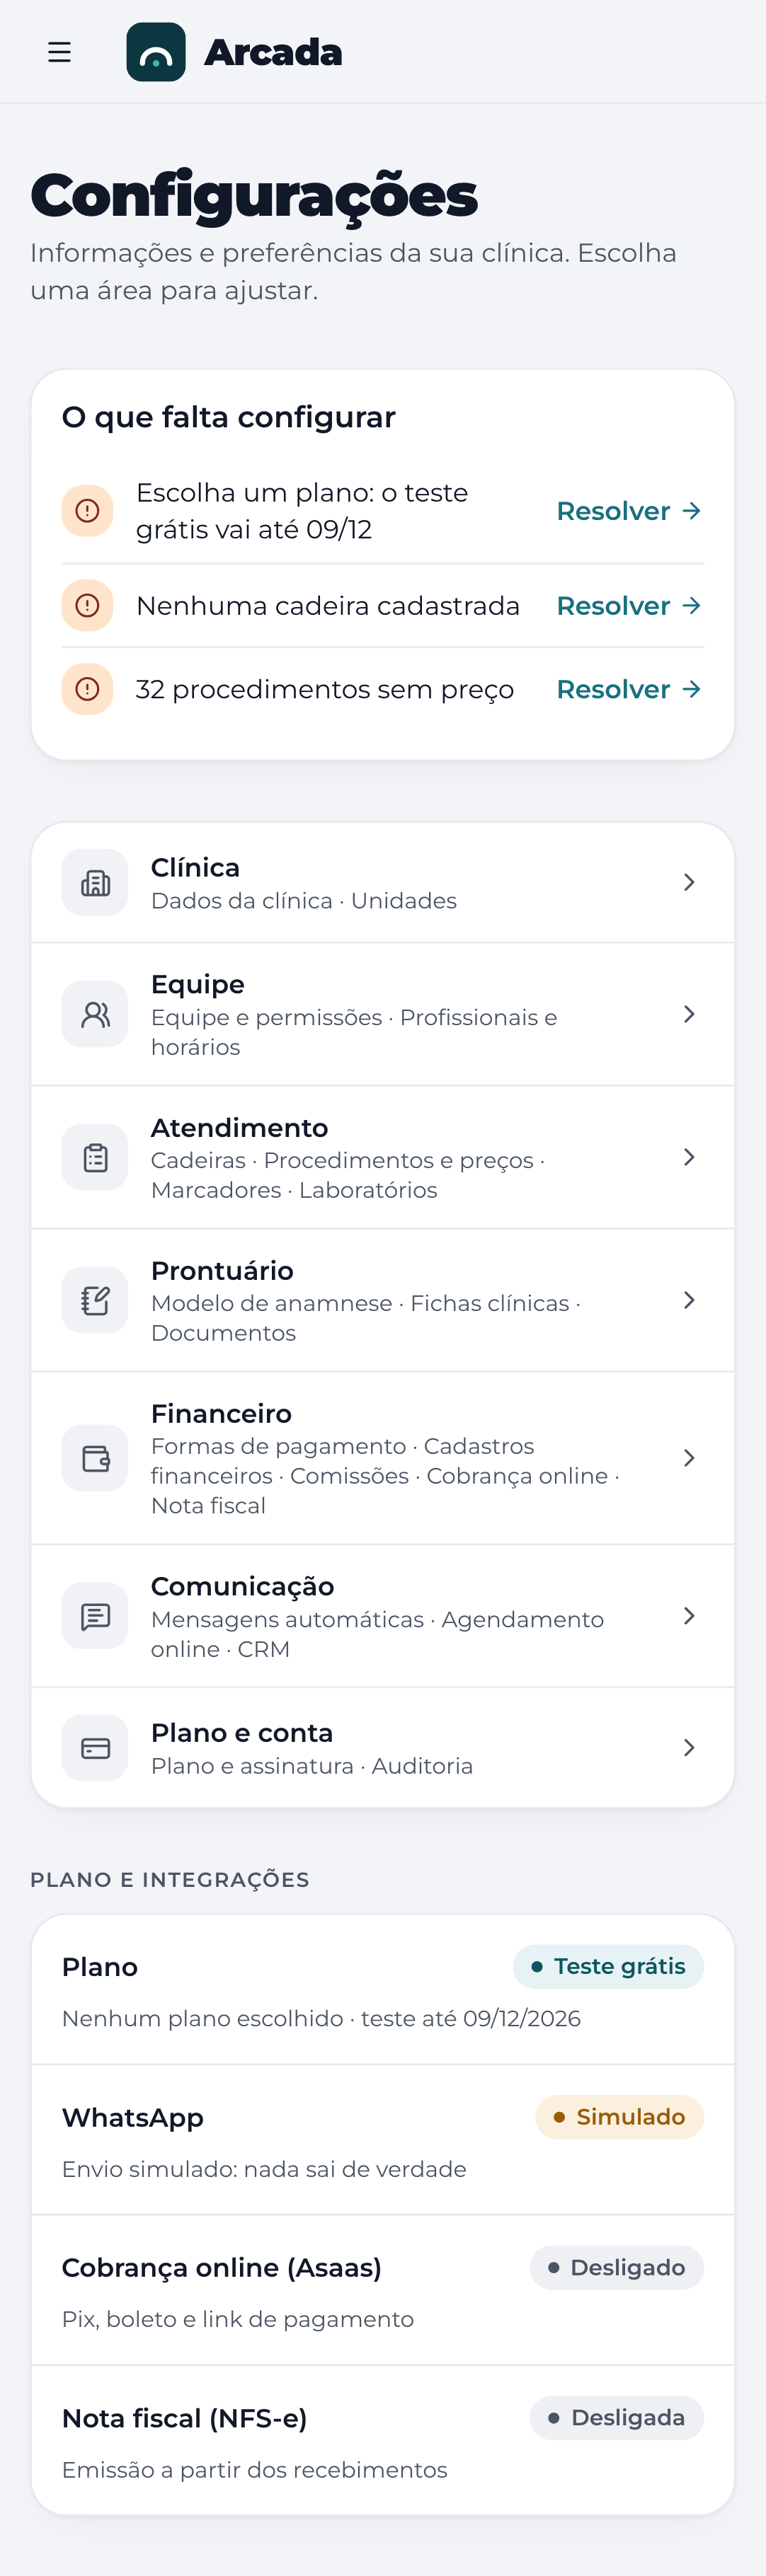 Arcada
Configurações
Informações e preferências da sua clínica. Escolha
uma área para ajustar.
O que falta configurar
Escolha um plano: o teste
grátis vai até 09/12
Resolver →
Nenhuma cadeira cadastrada
Resolver →
32 procedimentos sem preço
Resolver →
Clínica
Dados da clínica · Unidades
Equipe
Equipe e permissões · Profissionais e
horários
Atendimento
Cadeiras · Procedimentos e preços ·
Marcadores · Laboratórios
Prontuário
Modelo de anamnese · Fichas clínicas ·
Documentos
Financeiro
Formas de pagamento · Cadastros
financeiros · Comissões · Cobrança online ·
Nota fiscal
Comunicação
Mensagens automáticas · Agendamento
online · CRM
Plano e conta
Plano e assinatura · Auditoria
PLANO E INTEGRAÇÕES
Plano
Teste grátis
Nenhum plano escolhido · teste até 09/12/2026
WhatsApp
Simulado
Envio simulado: nada sai de verdade
Cobrança online (Asaas)
Desligado
Pix, boleto e link de pagamento
Nota fiscal (NFS-e)
Desligada
Emissão a partir dos recebimentos